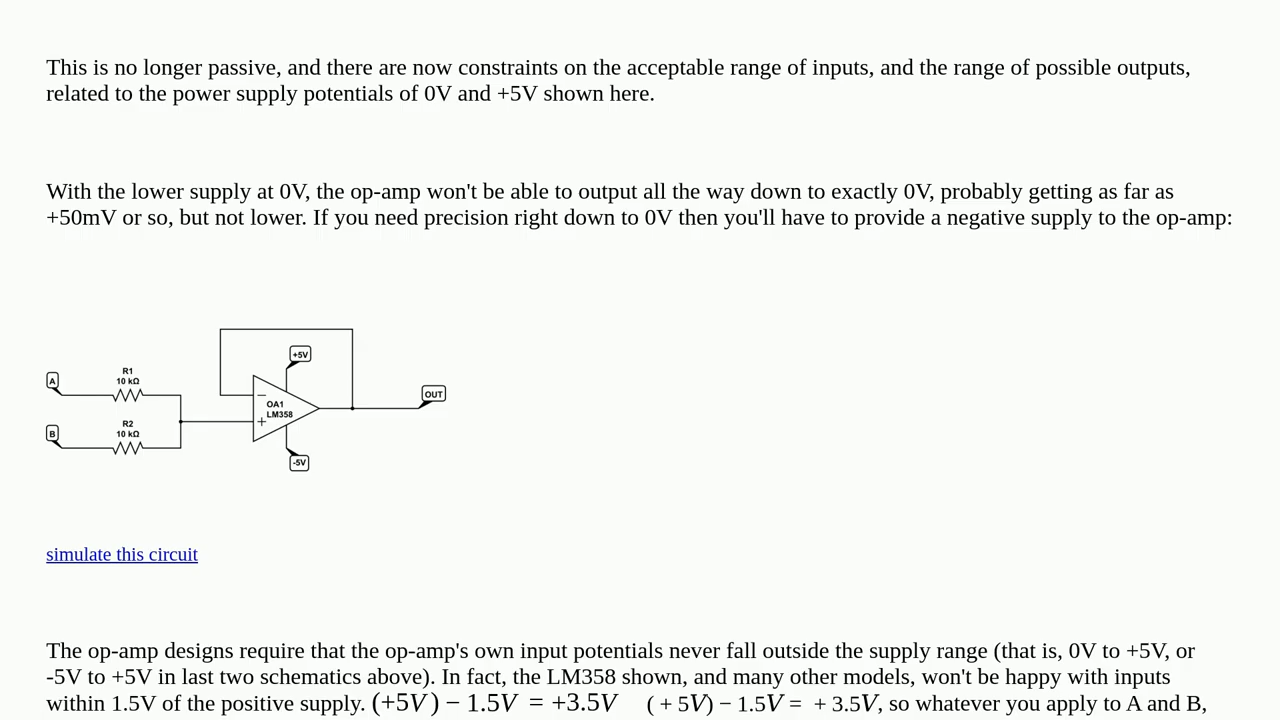 This is no longer passive, and there are now constraints on the acceptable range of inputs, and the range of possible outputs,
related to the power supply potentials of 0V and +5V shown here.
With the lower supply at 0V, the op-amp won't be able to output all the way down to exactly 0V, probably getting as far as
+50mV or so, but not lower. If you need precision right down to 0V then you'll have to provide a negative supply to the op-amp:
+5V
R1
10 kΩ
A
OUT
OA1
LM358
R2
10 kΩ
B
-5V
simulate this circuit
The op-amp designs require that the op-amp's own input potentials never fall outside the supply range (that is, 0V to +5V, or
-5V to +5V in last two schematics above). In fact, the LM358 shown, and many other models, won't be happy with inputs
within 1.5V of the positive supply. (+5V) − 1.5V = +3.5V ( + 5V) − 1.5V = + 3.5V, so whatever you apply to A and B,